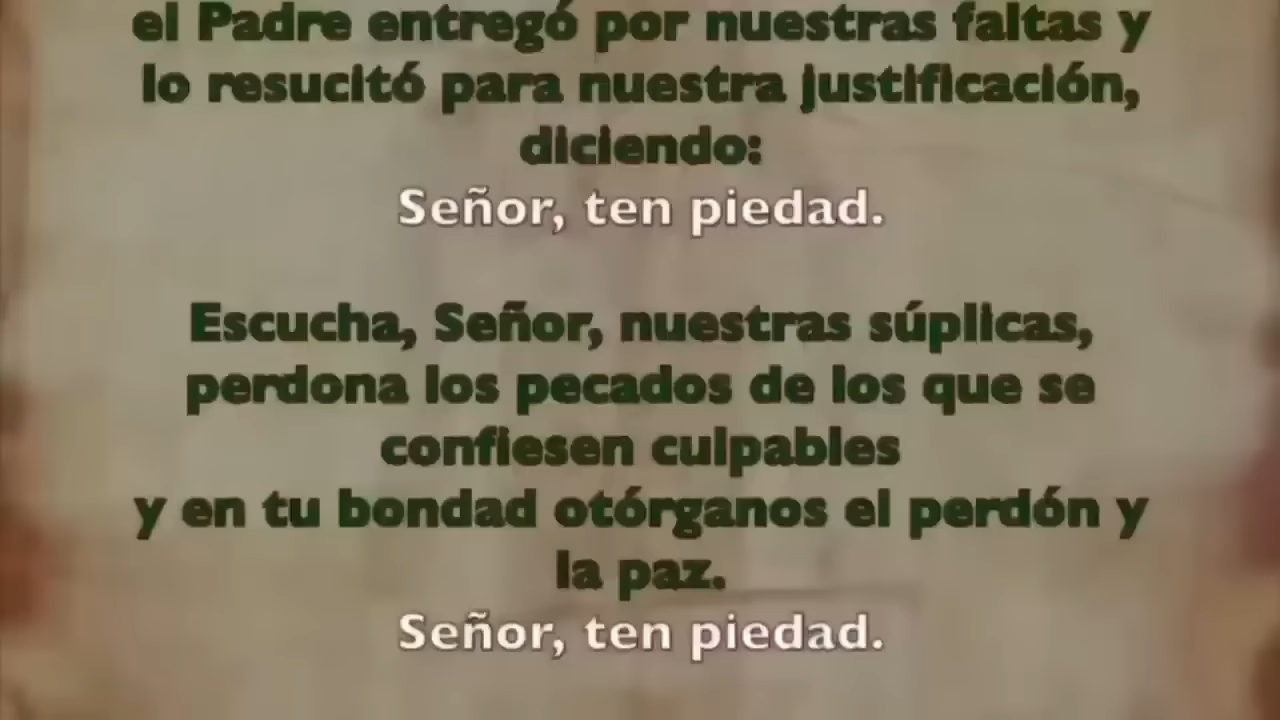 el Padre entregó por nuestras faltas y
lo resucitó para nuestra justificación,
diciendo:
Señor, ten piedad.
Escucha, Señor, nuestras súplicas,
perdona los pecados de los que se
confiesen culpables
y en tu bondad otórganos el perdón y
la paz.
Señor, ten piedad.